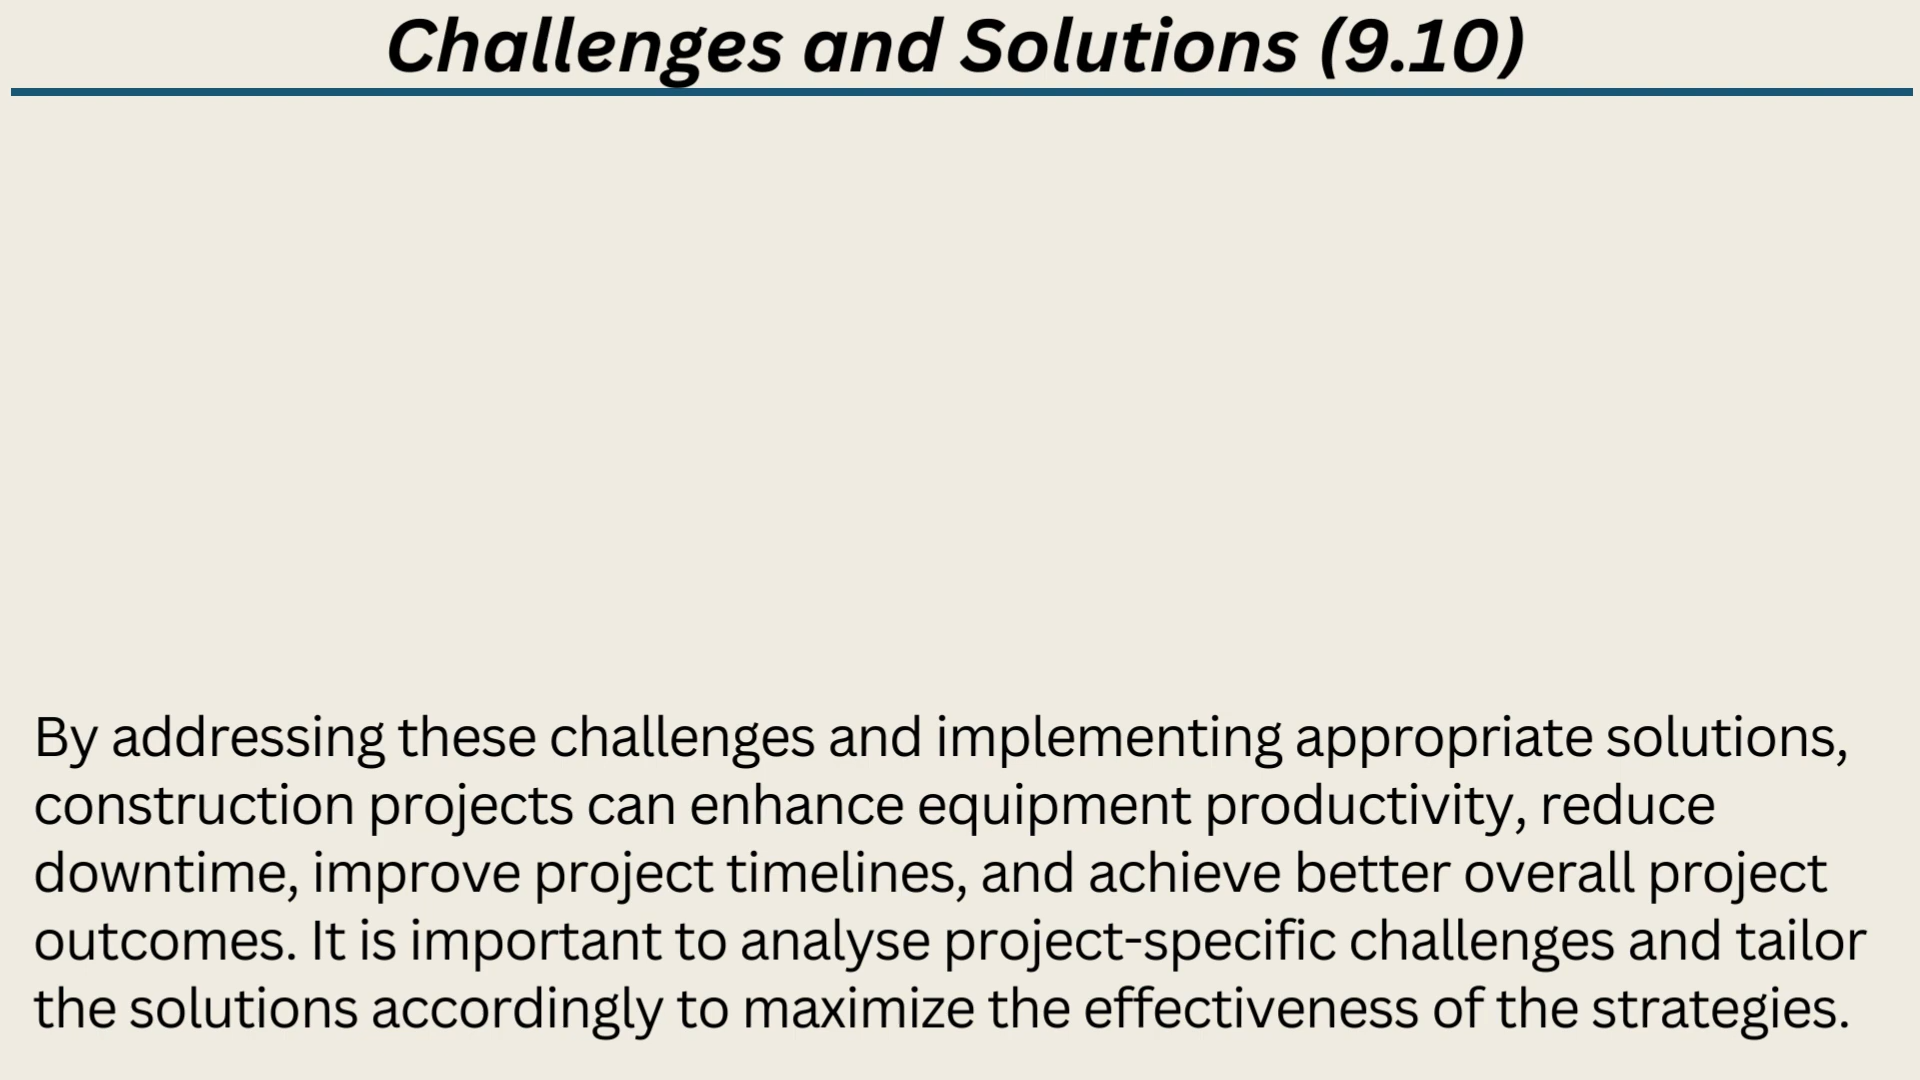 Challenges and Solutions (9.10)
By addressing these challenges and implementing appropriate solutions,
construction projects can enhance equipment productivity, reduce
downtime, improve project timelines, and achieve better overall project
outcomes. It is important to analyse project-specific challenges and tailor
the solutions accordingly to maximize the effectiveness of the strategies.